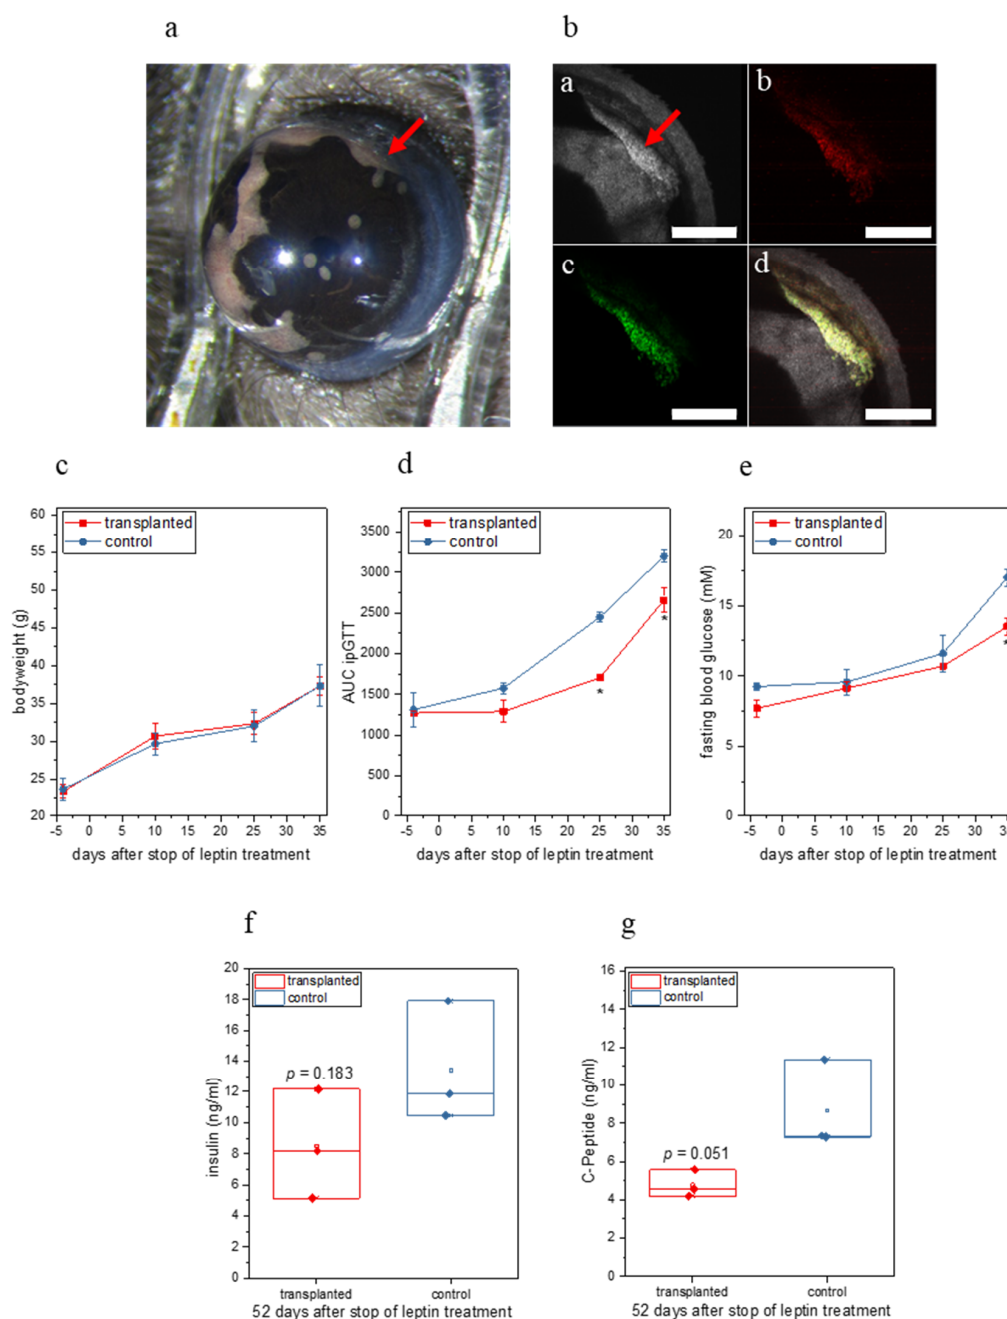 a
b
a
b
c
d
c
transplanted
control
60
55
50
45
40
35
30
25
20
bodyweight (g)
-5 0 5 10 15 20 25 30 35
days after stop of leptin treatment
d
transplanted
control
3500
3000
2500
2000
1500
1000
500
0
AUC ipGTT
*
*
-5 0 5 10 15 20 25 30 35
days after stop of leptin treatment
e
transplanted
control
20
15
10
5
0
fasting blood glucose (mM)
*
-5 0 5 10 15 20 25 30 3
days after stop of leptin treatment
f
transplanted
control
20
18
16
14
12
10
8
6
4
2
0
insulin (ng/ml)
p = 0.183
transplanted control
52 days after stop of leptin treatment
g
transplanted
control
16
14
12
10
8
6
4
2
0
C-Peptide (ng/ml)
p = 0.051
transplanted control
52 days after stop of leptin treatment